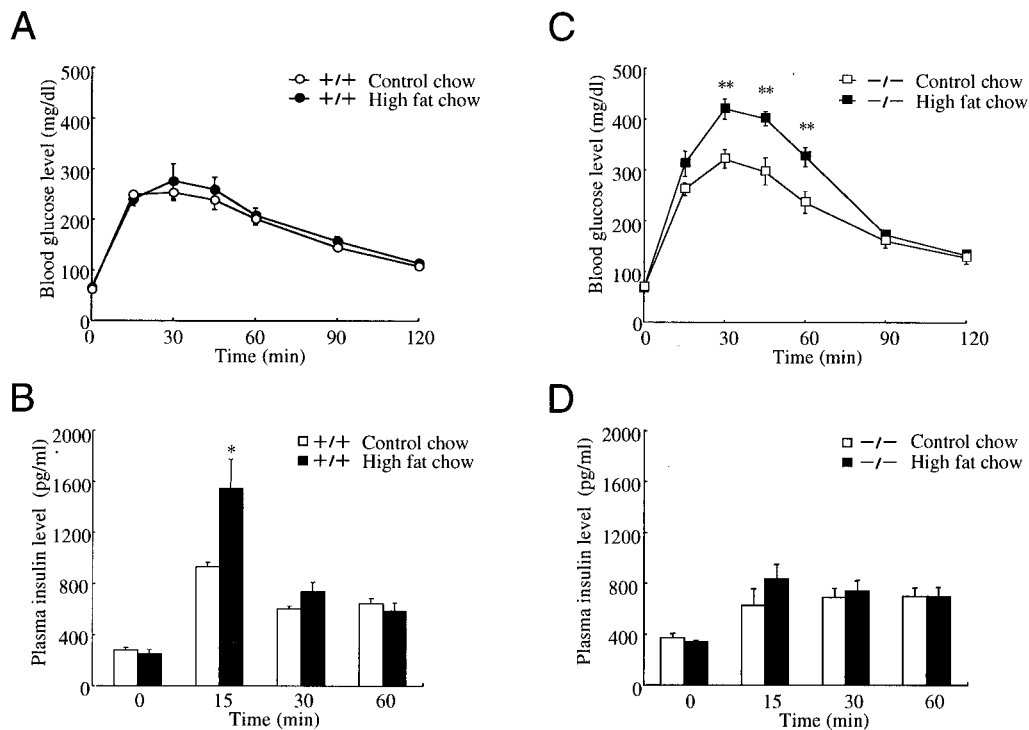 A
Blood glucose level (mg/dl)
500
400
300
200
100
0
0 30 60 90 120
Time (min)
+/+ Control chow
+/+ High fat chow
C
Blood glucose level (mg/dl)
500
400
300
200
100
0
0 30 60 90 120
Time (min)
-/- Control chow
-/- High fat chow
** ** **
B
Plasma insulin level (pg/ml)
2000
1600
1200
800
400
0
0 15 30 60
Time (min)
+/+ Control chow
+/+ High fat chow
*
D
Plasma insulin level (pg/ml)
2000
1600
1200
800
400
0
0 15 30 60
Time (min)
-/- Control chow
-/- High fat chow